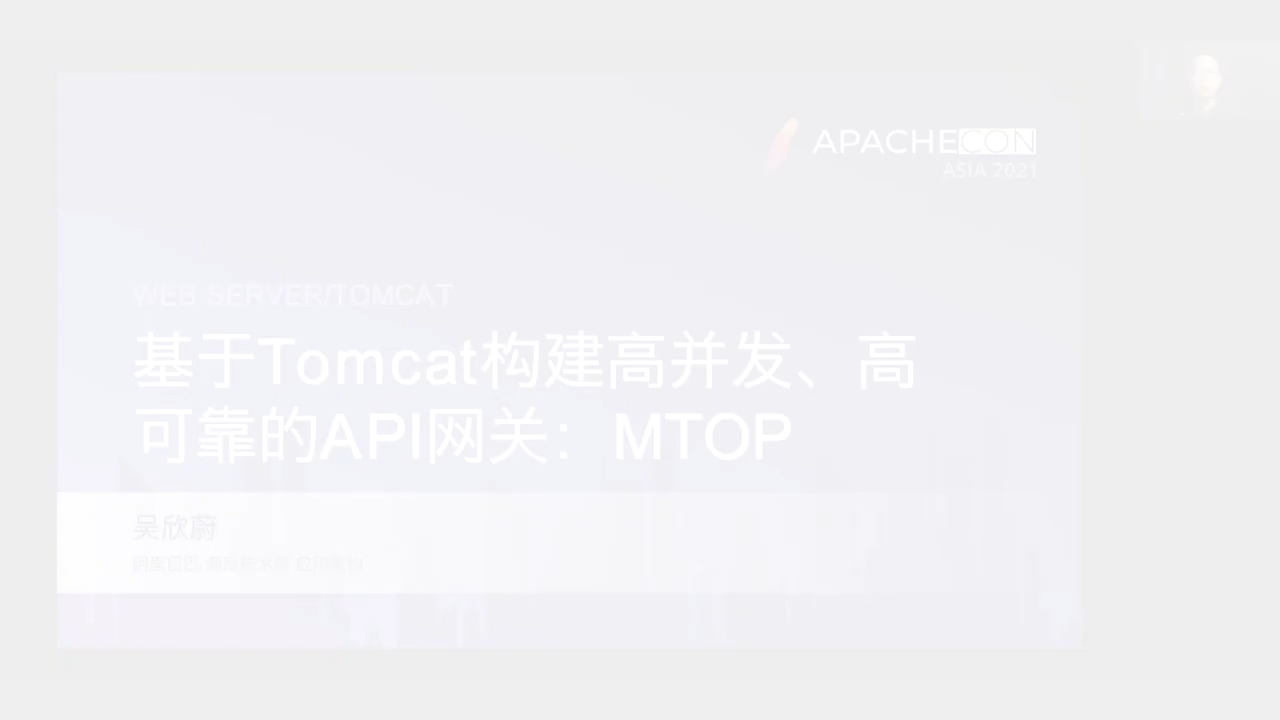 APACHECON
ASIA 2021
WEB SERVER/TOMCAT
基于Tomcat构建高并发、高
可靠的API网关：MTOP
吴欣蔚